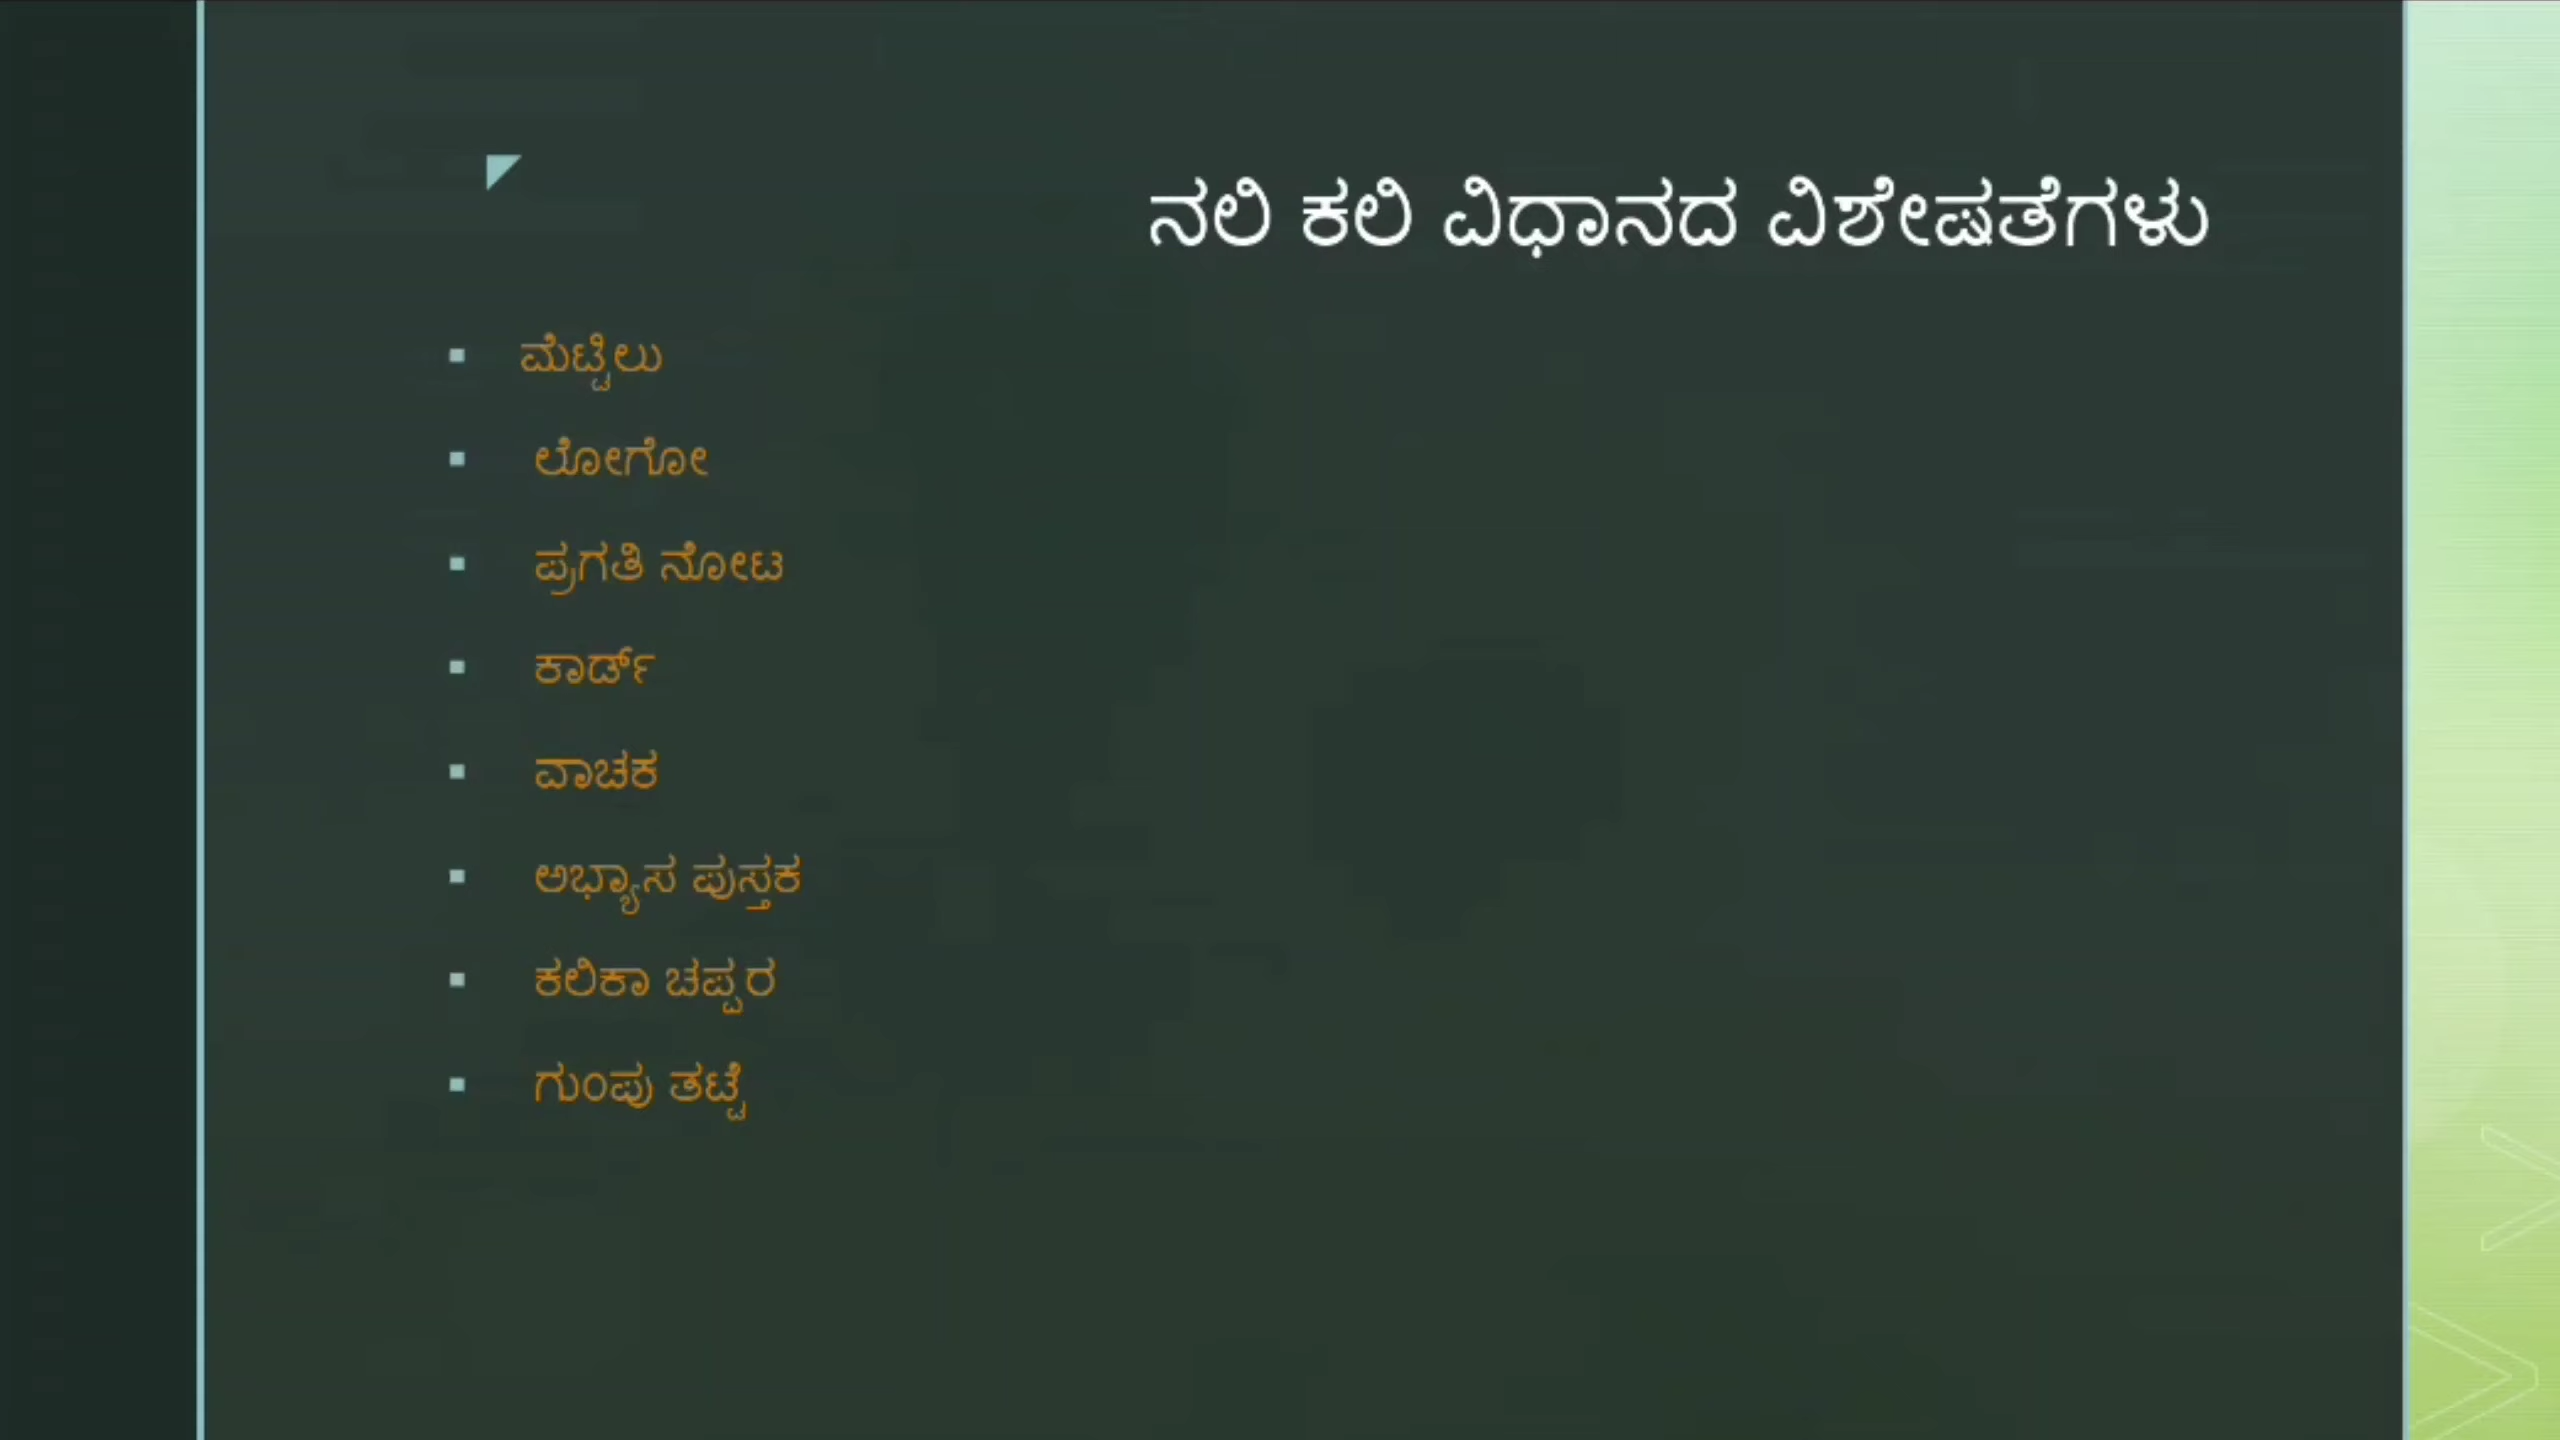 ನಲಿ ಕಲಿ ವಿಧಾನದ ವಿಶೇಷತೆಗಳು
ಮೆಟ್ಟಿಲು
ಲೋಗೋ
ಪ್ರಗತಿ ನೋಟ
ಕಾರ್ಡ್
ವಾಚಕ
ಅಭ್ಯಾಸ ಪುಸ್ತಕ
ಕಲಿಕಾ ಚಪ್ಪರ
ಗುಂಪು ತಟ್ಟೆ